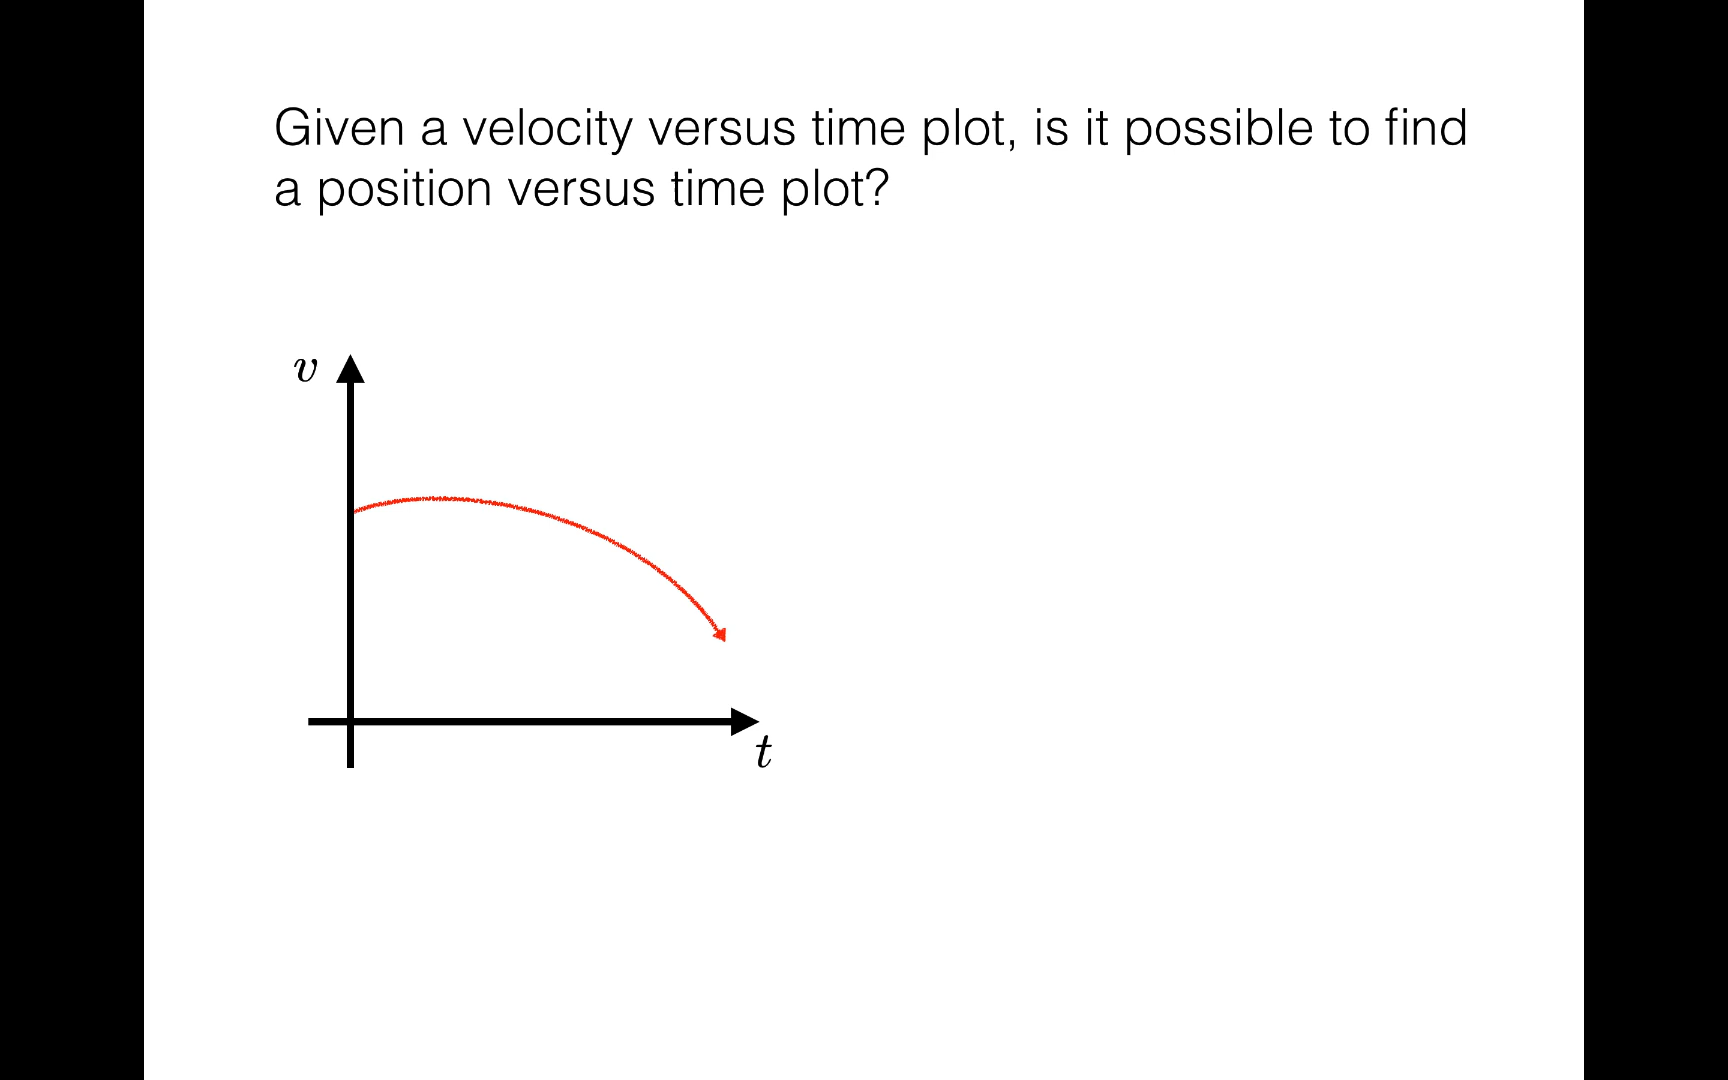 Given a velocity versus time plot, is it possible to find
a position versus time plot?
v
t